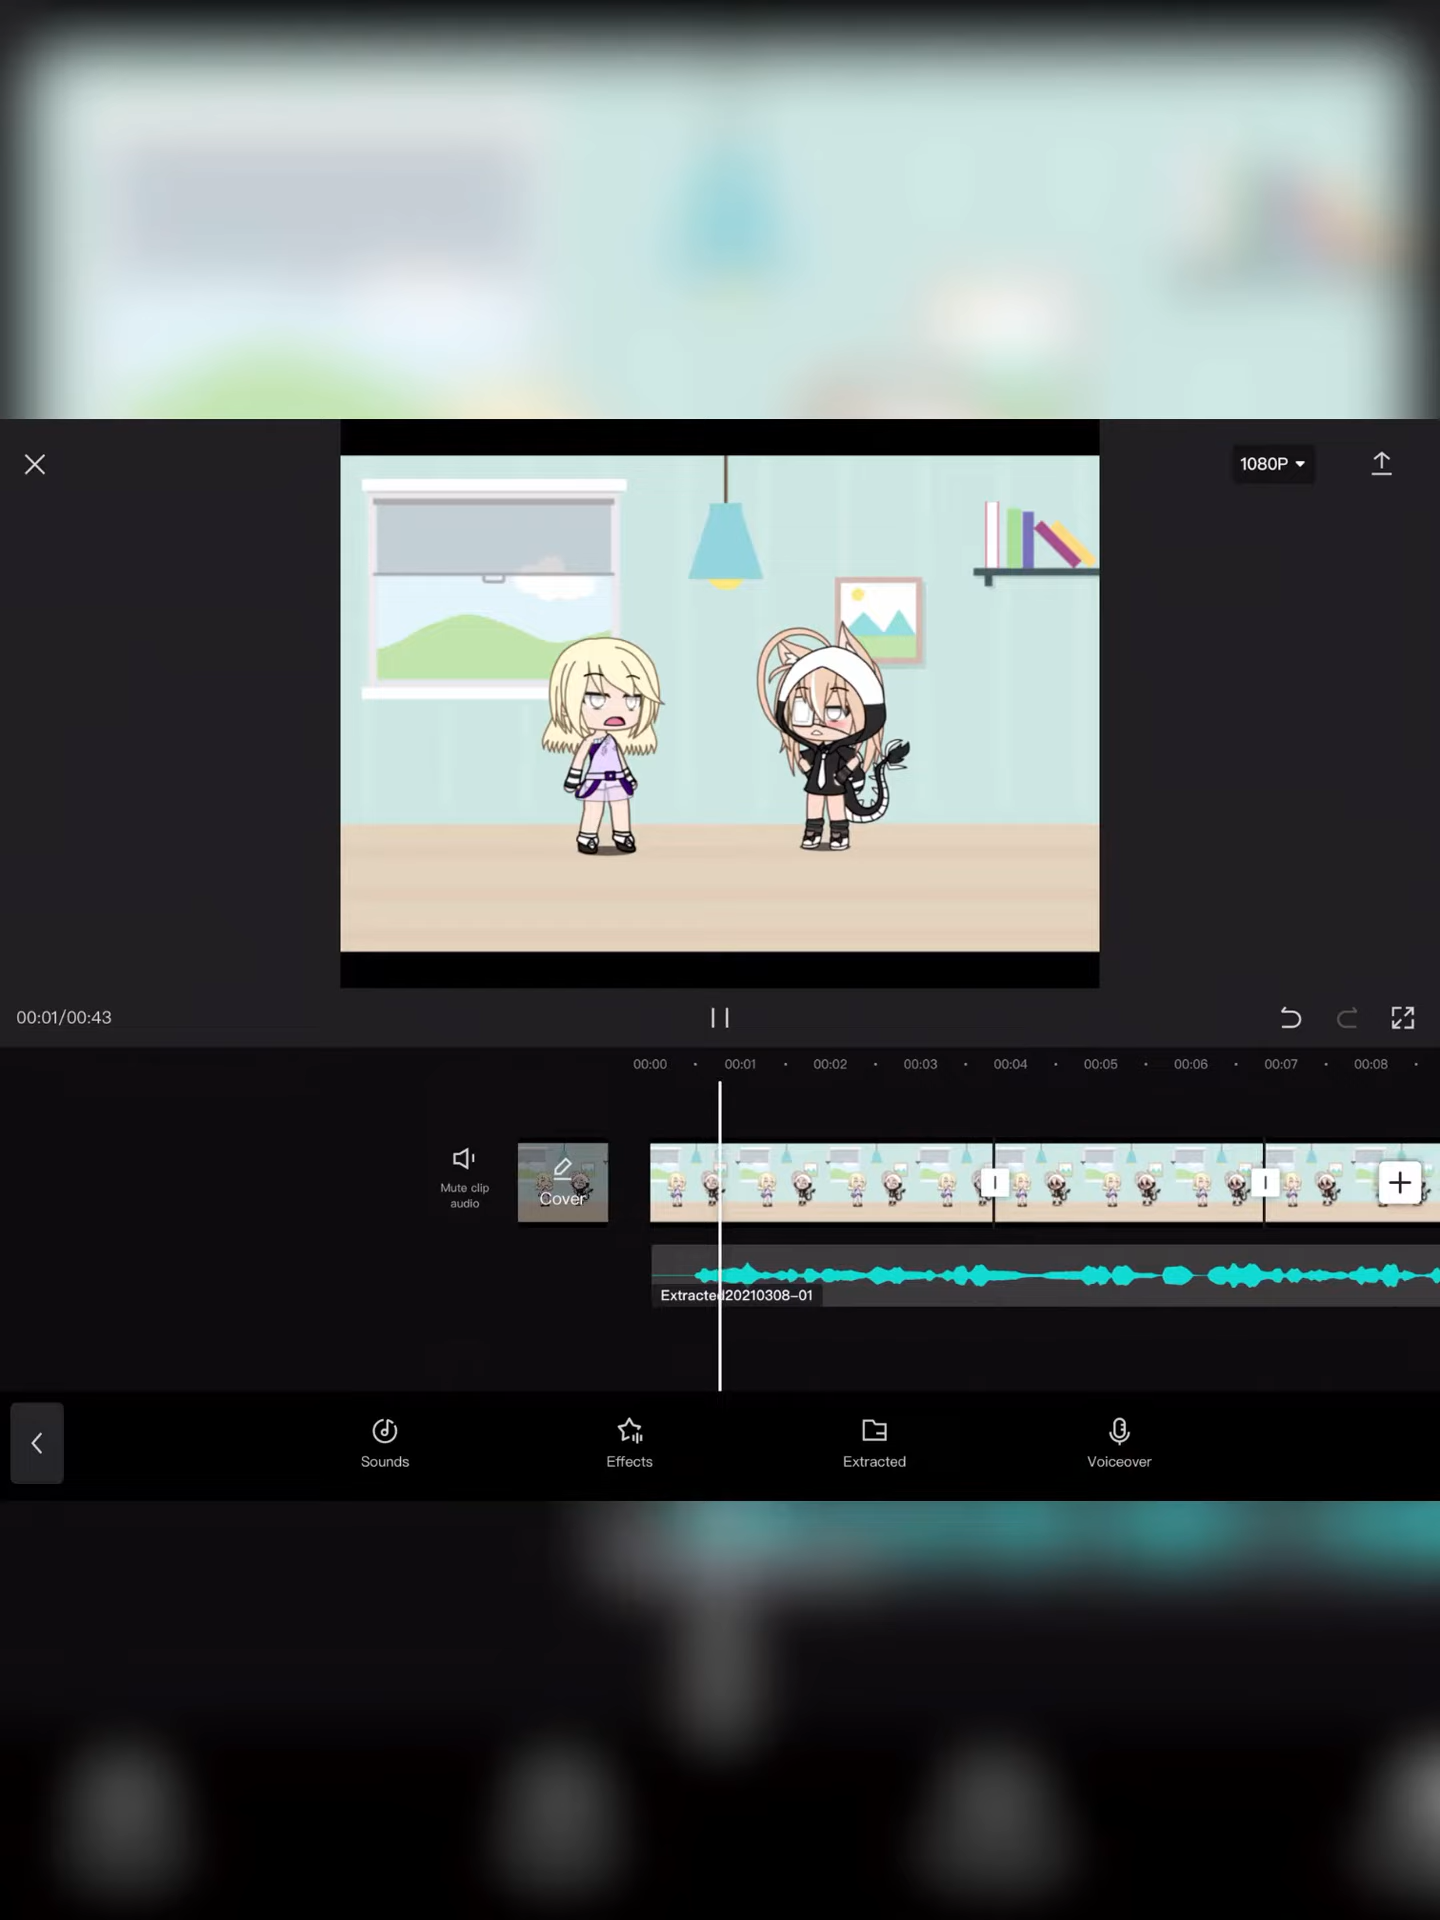 1080P
00:01/00:43
00:00 00:01 00:02 00:03 00:04 00:05 00:06 00:07 00:08
Mute clip
audio
Cover
Extracted20210308-01
Sounds Effects Extracted Voiceover